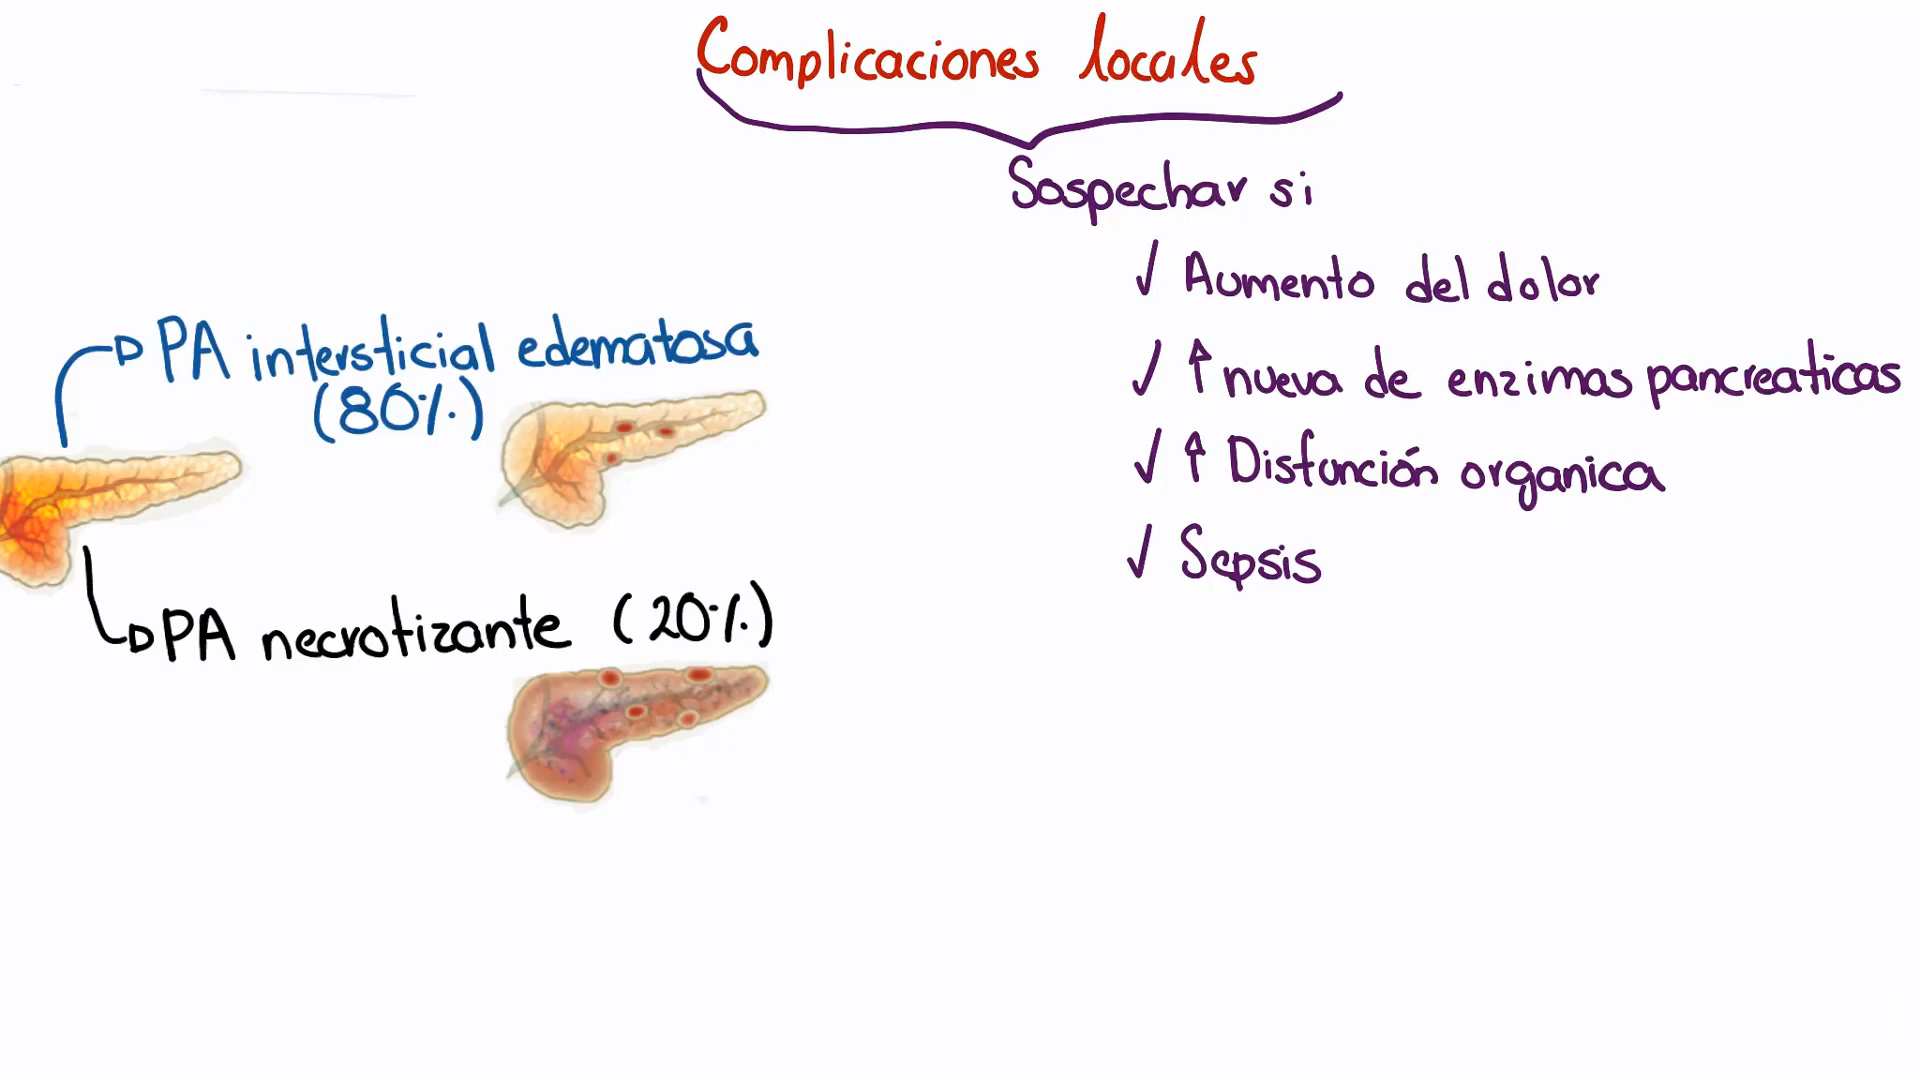 Complicaciones locales
Sospechar si
✓ Aumento del dolor
✓ ↑ nueva de enzimas pancreaticas
✓ ↑ Disfunción organica
✓ Sepsis
PA intersticial edematosa
(80%)
PA necrotizante (20%)